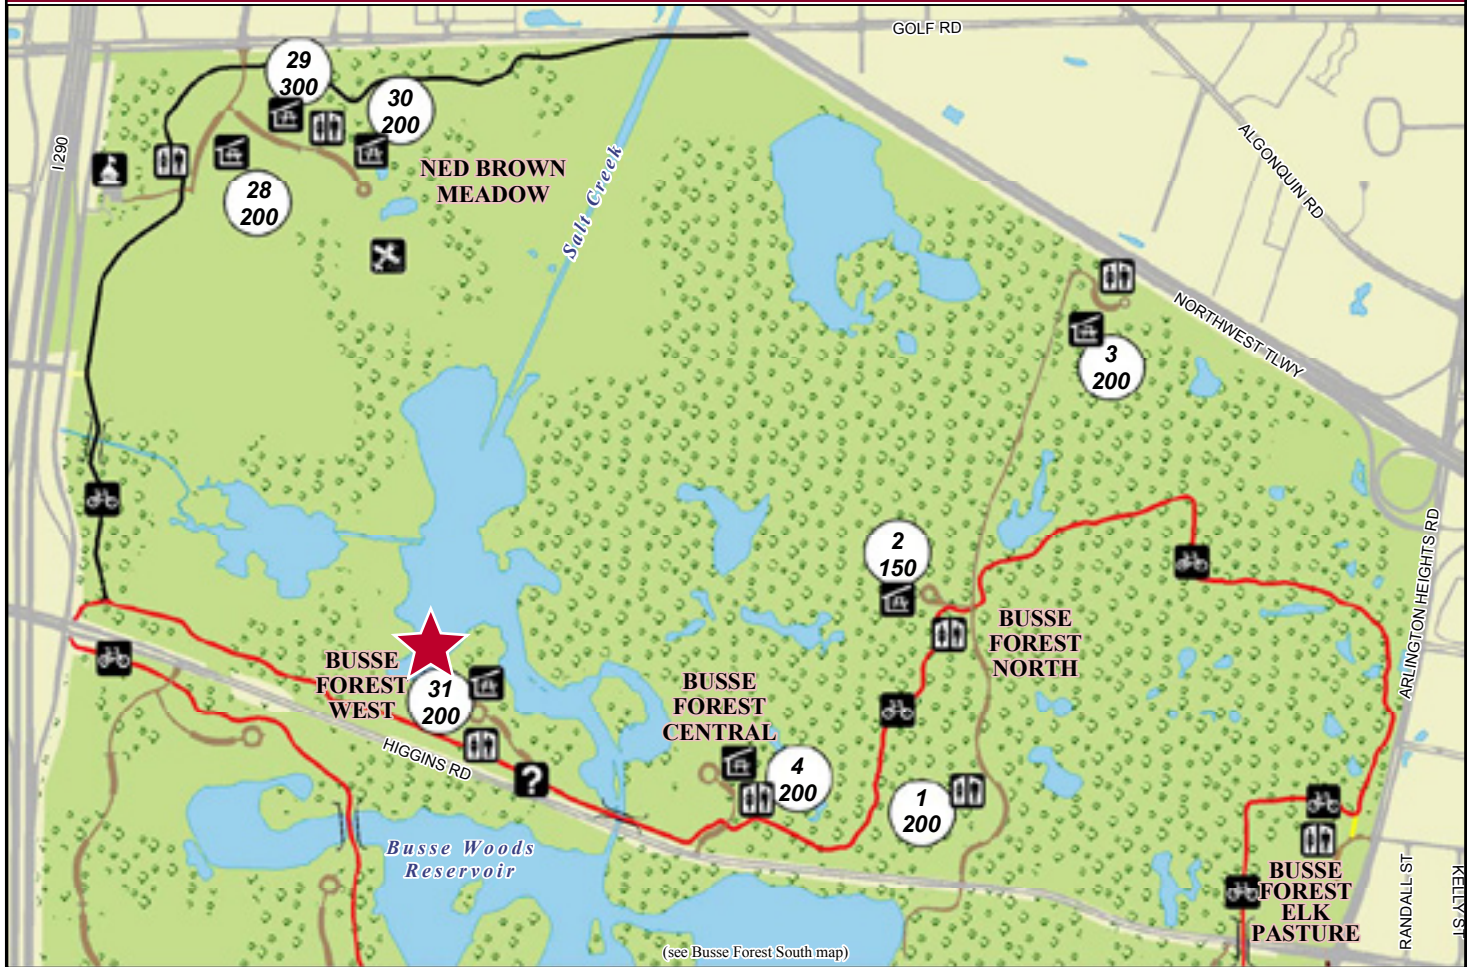 GOLF RD
29
300
30
200
I 290
NED BROWN
MEADOW
28
200
Salt Creek
ALGONQUIN RD
NORTHWEST TLWY
3
200
ARLINGTON HEIGHTS RD
2
150
BUSSE
FOREST
NORTH
BUSSE
FOREST
WEST
31
200
BUSSE
FOREST
CENTRAL
HIGGINS RD
?
4
200
1
200
Busse Woods
Reservoir
BUSSE
FOREST
ELK
PASTURE
RANDALL ST
KELLY ST
(see Busse Forest South map)